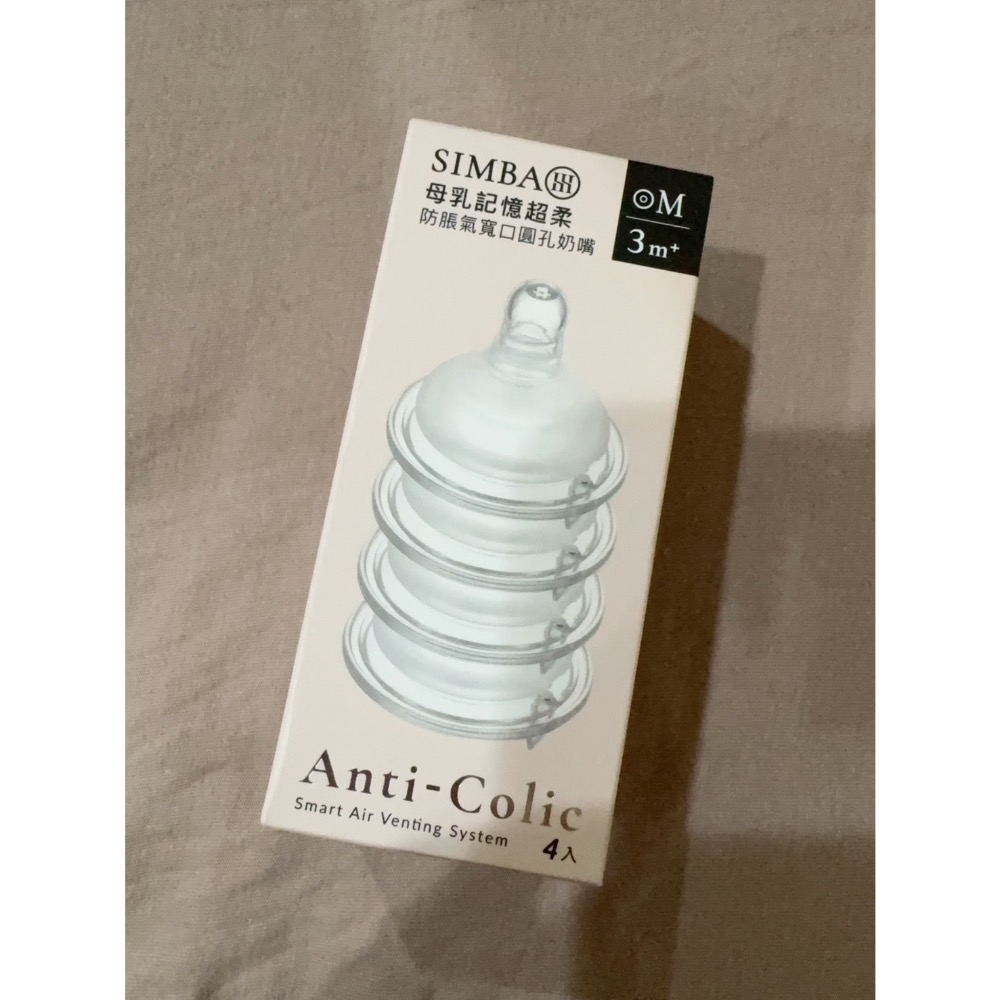 SIMBA
母乳記憶超柔
防脹氣寬口圓孔奶嘴
M
3m+
Anti-Colic
Smart Air Venting System
4入